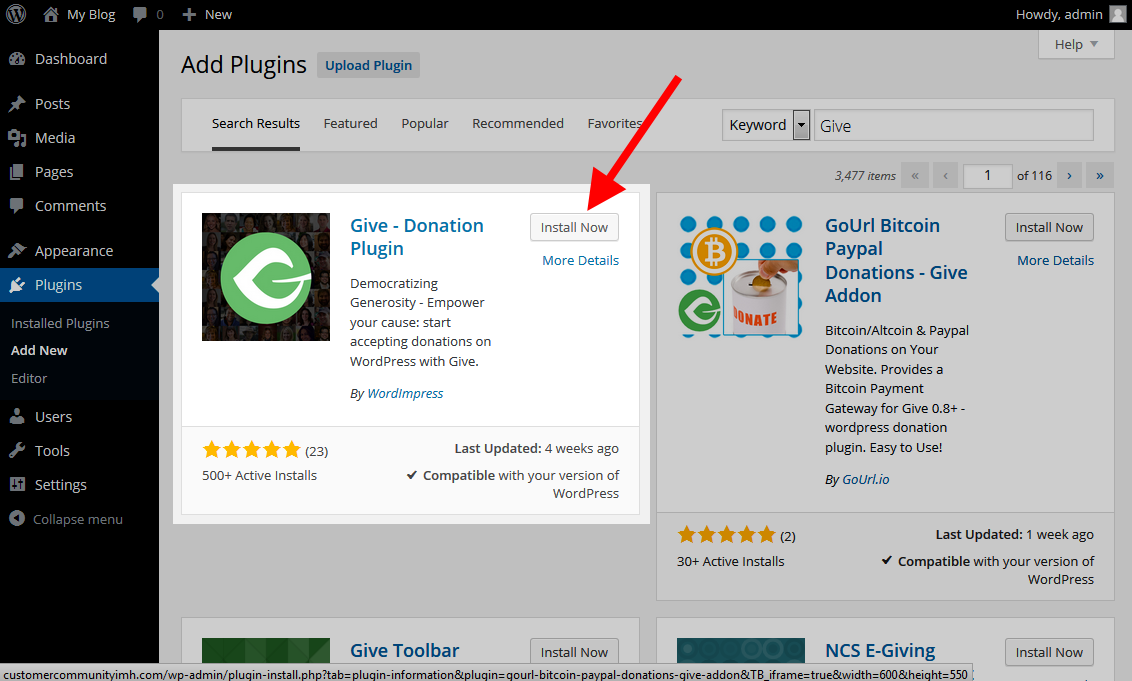 My Blog 0 New Howdy, admin
Help
Dashboard
Posts
Media
Pages
Comments
Appearance
Plugins
Installed Plugins
Add New
Editor
Users
Tools
Settings
Collapse menu
Add Plugins Upload Plugin
Search Results Featured Popular Recommended Favorites Keyword Give
3,477 items « ‹ 1 of 116 › »
Give - Donation
Plugin
Install Now
More Details
Democratizing
Generosity - Empower
your cause: start
accepting donations on
WordPress with Give.
By WordImpress
(23)
500+ Active Installs
Last Updated: 4 weeks ago
Compatible with your version of
WordPress
GoUrl Bitcoin
Paypal
Donations - Give
Addon
Install Now
More Details
DONATE
Bitcoin/Altcoin & Paypal
Donations on Your
Website. Provides a
Bitcoin Payment
Gateway for Give 0.8+ -
wordpress donation
plugin. Easy to Use!
By GoUrl.io
(2)
30+ Active Installs
Last Updated: 1 week ago
Compatible with your version of
WordPress
Give Toolbar
Install Now
NCS E-Giving
Install Now
customercommunityimh.com/wp-admin/plugin-install.php?tab=plugin-information&plugin=gourl-bitcoin-paypal-donations-give-addon&TB_iframe=true&width=600&height=550